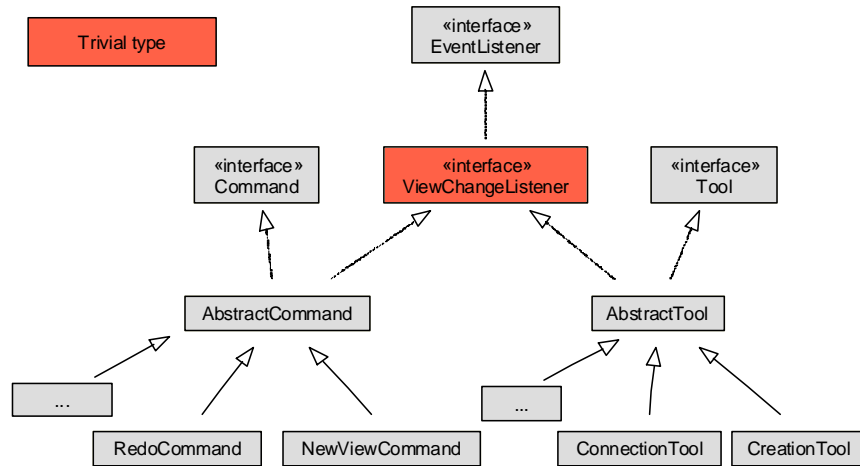 Trivial type
«interface»
EventListener
«interface»
Command
«interface»
ViewChangeListener
«interface»
Tool
AbstractCommand
AbstractTool
...
...
RedoCommand
NewViewCommand
ConnectionTool
CreationTool